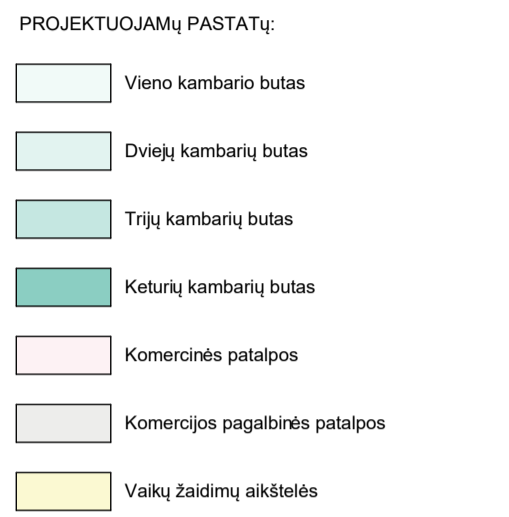 PROJEKTUOJAMų PASTATų:
Vieno kambario butas
Dviejų kambarių butas
Trijų kambarių butas
Keturių kambarių butas
Komercinės patalpos
Komercijos pagalbinės patalpos
Vaikų žaidimų aikštelės